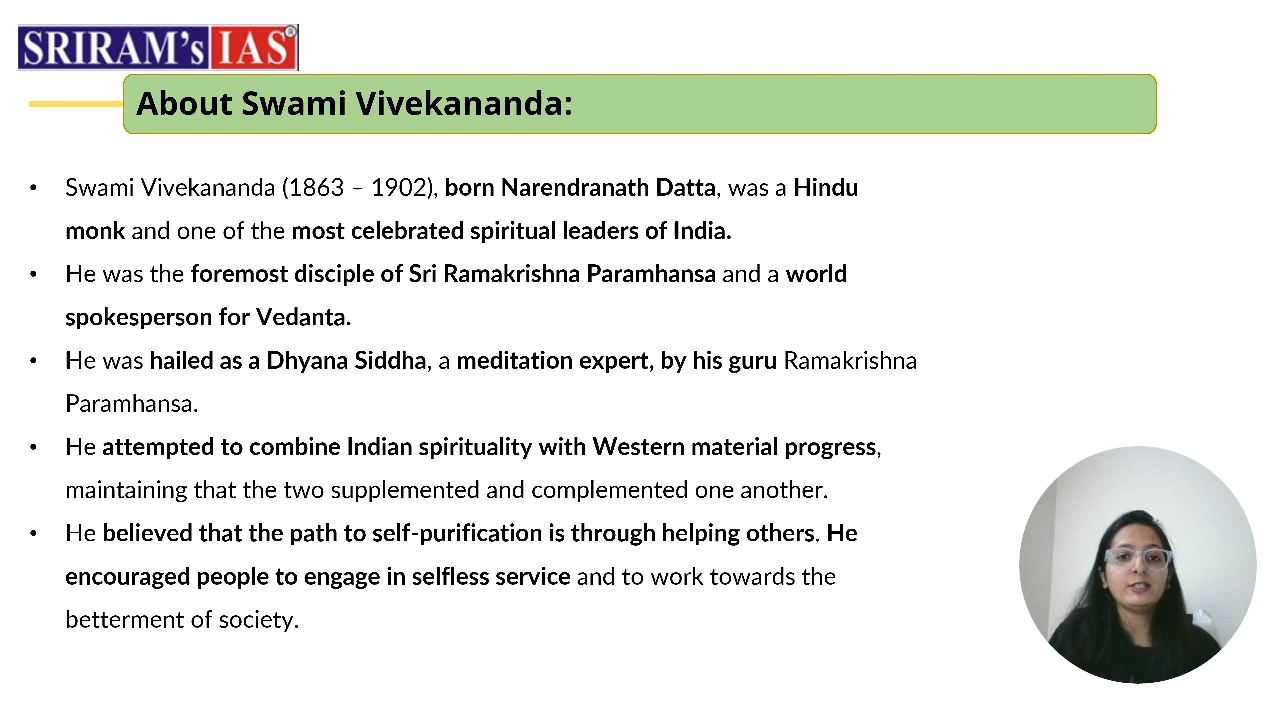 SRIRAM's IAS®
About Swami Vivekananda:
• Swami Vivekananda (1863 – 1902), born Narendranath Datta, was a Hindu
monk and one of the most celebrated spiritual leaders of India.
• He was the foremost disciple of Sri Ramakrishna Paramhansa and a world
spokesperson for Vedanta.
• He was hailed as a Dhyana Siddha, a meditation expert, by his guru Ramakrishna
Paramhansa.
• He attempted to combine Indian spirituality with Western material progress,
maintaining that the two supplemented and complemented one another.
• He believed that the path to self-purification is through helping others. He
encouraged people to engage in selfless service and to work towards the
betterment of society.